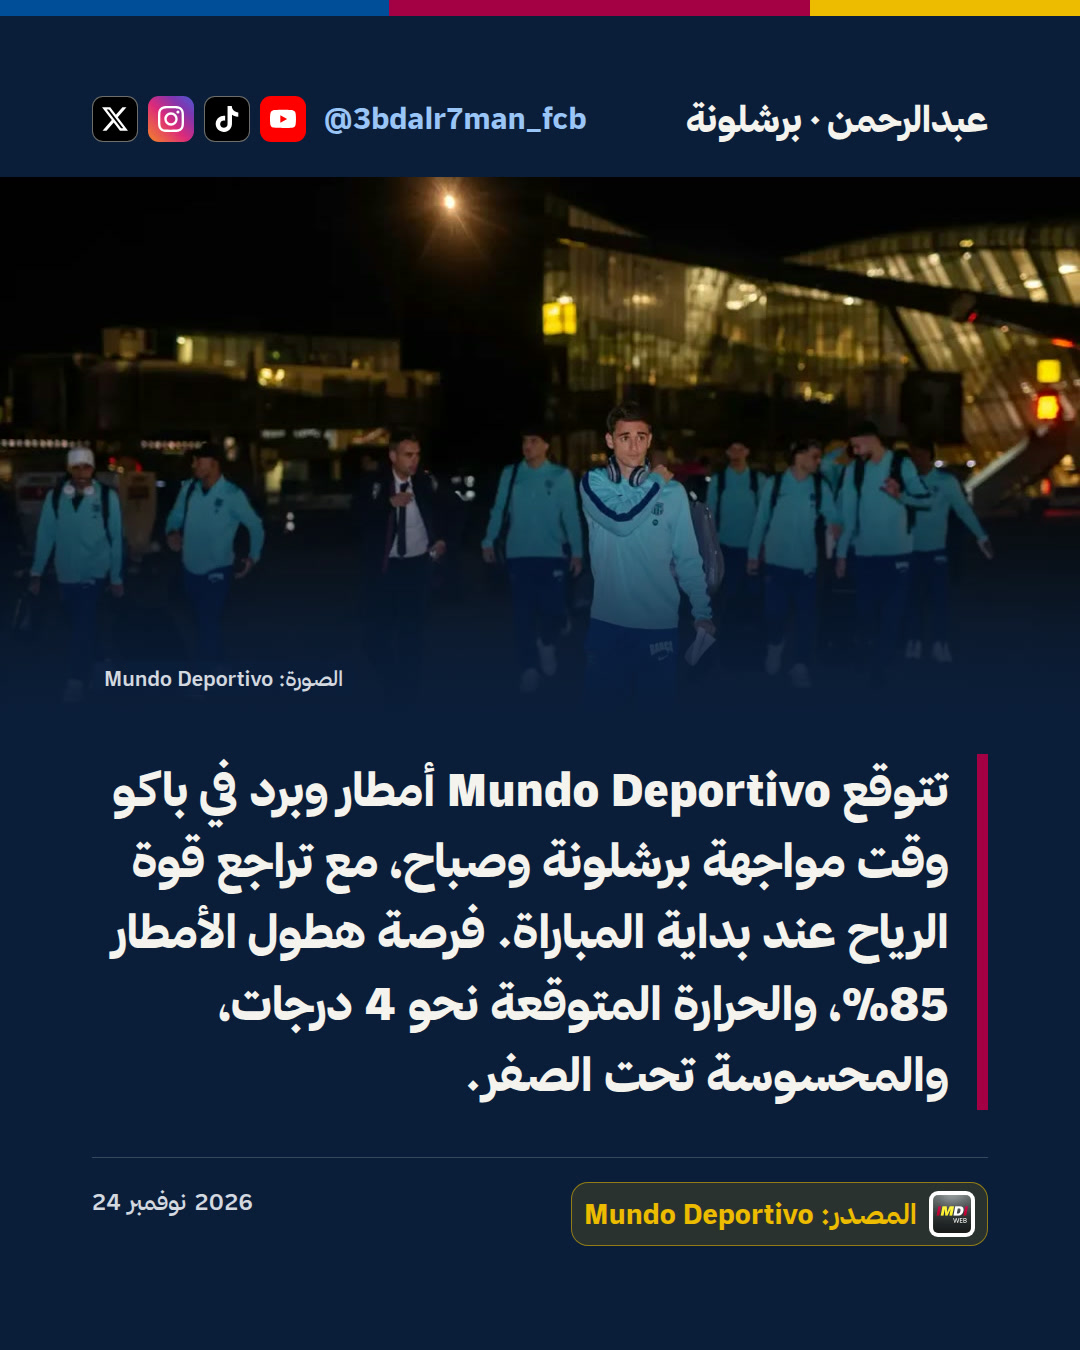 عبدالرحمن · برشلونة
@3bdalr7man_fcb
الصورة: Mundo Deportivo
تتوقع Mundo Deportivo أمطار وبرد في باكو
وقت مواجهة برشلونة وصباح، مع تراجع قوة
الرياح عند بداية المباراة. فرصة هطول الأمطار
85%، والحرارة المتوقعة نحو 4 درجات،
والمحسوسة تحت الصفر.
المصدر: Mundo Deportivo
MD
WEB
24 نوفمبر 2026